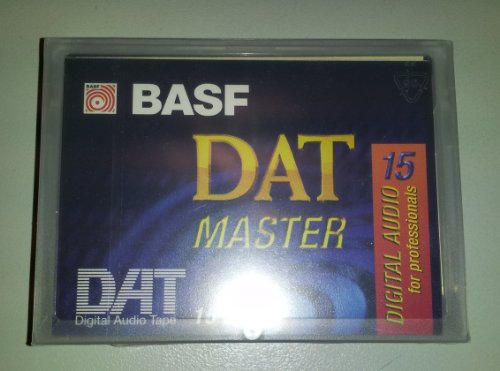 BASF
BASF
DAT
MASTER
15
DIGITAL AUDIO
for professionals
DAT
Digital Audio Tape